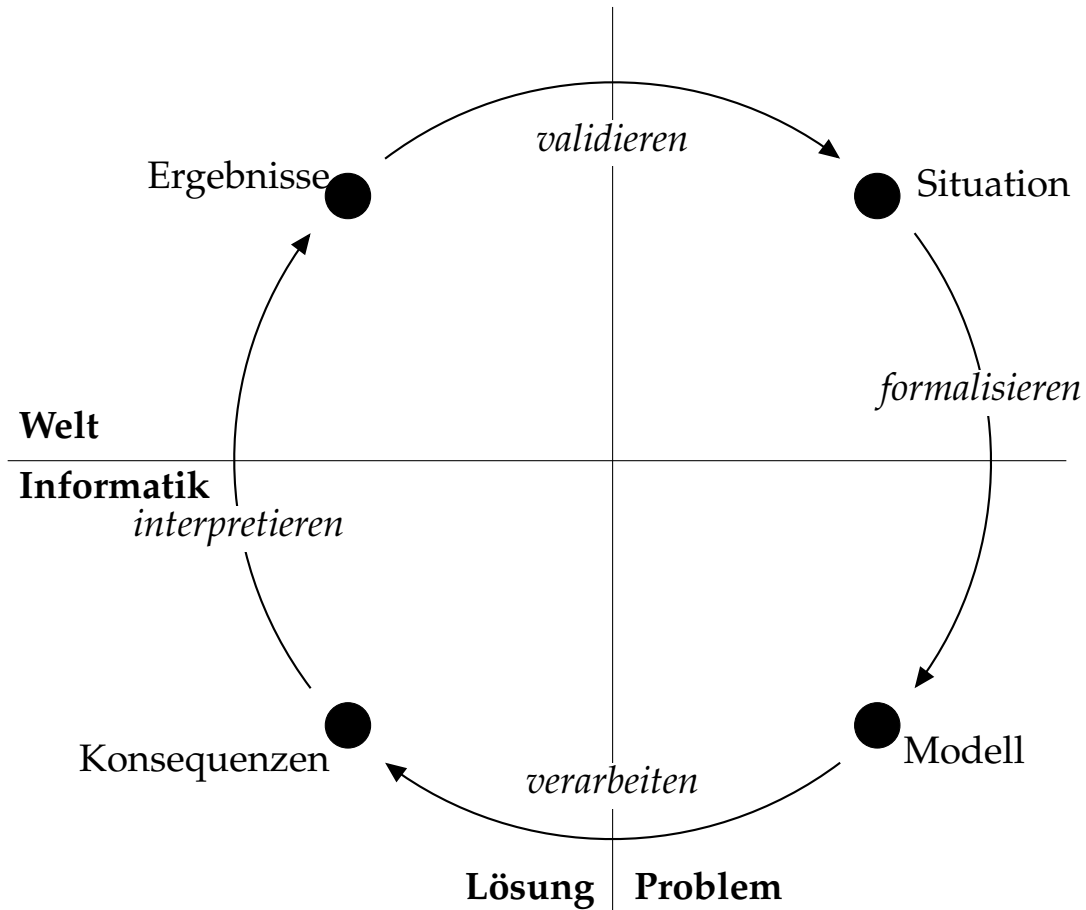 validieren
Ergebnisse
Situation
formalisieren
Welt
Informatik
interpretieren
Konsequenzen
Modell
verarbeiten
Lösung
Problem